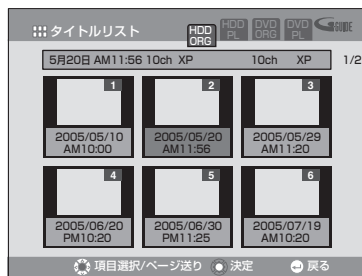 タイトルリスト
HDD ORG
HDD PL
DVD ORG
DVD PL
GGUIDE
5月20日 AM11:56 10ch XP 10ch XP 1/2
1 2 3
2005/05/10 2005/05/20 2005/05/29
AM10:00 AM11:56 AM11:20
4 5 6
2005/06/20 2005/06/30 2005/07/19
PM10:20 PM11:25 AM10:20
項目選択/ページ送り 決定 戻る